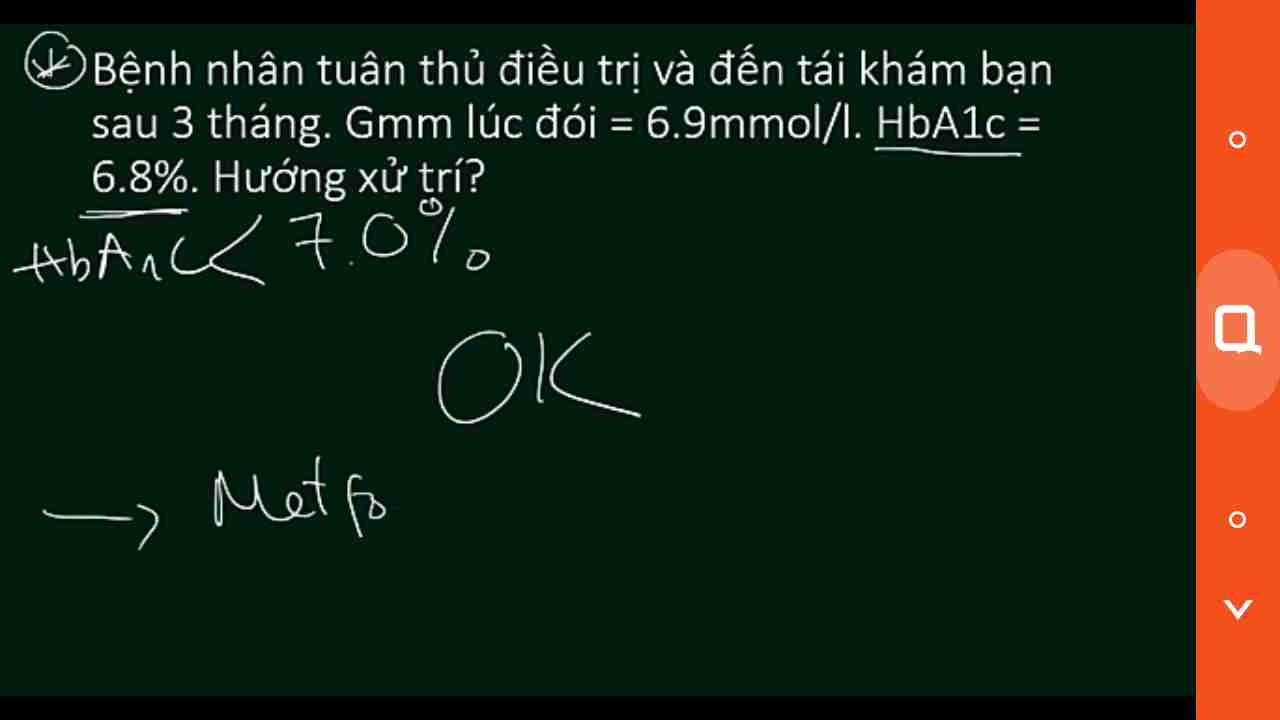 Bệnh nhân tuân thủ điều trị và đến tái khám bạn
sau 3 tháng. Gmm lúc đói = 6.9mmol/l. HbA1c =
6.8%. Hướng xử trí?
HbA1c < 7.0%
OK
→ Metfo